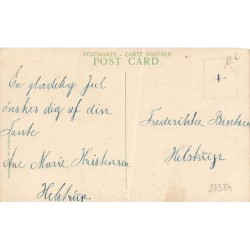 POSTKARTE - CARTE POSTALE
POST CARD
En glædelig Jul
ønskes dig af din
Tante
Ane Marie Kristensen
Helstrup
Frederikke
Helstrup